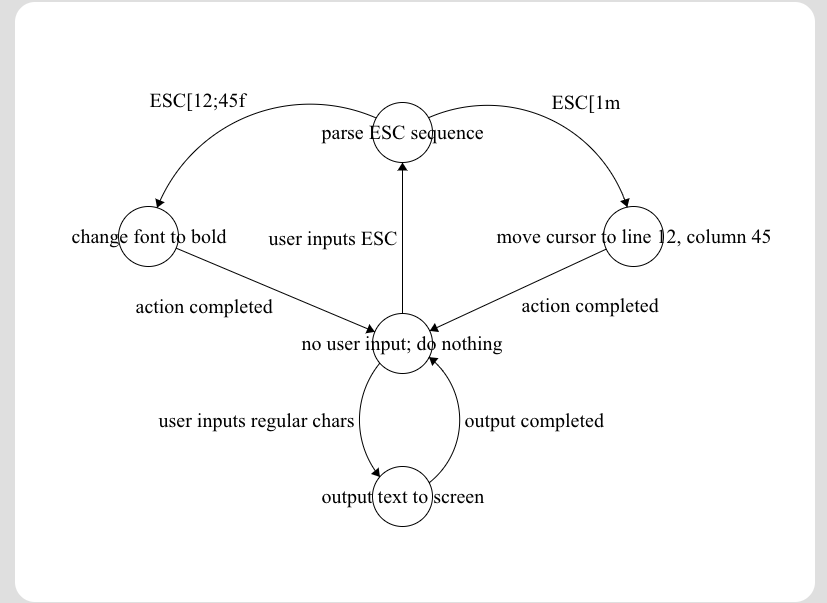 ESC[12;45f
ESC[1m
parse ESC sequence
change font to bold
user inputs ESC
move cursor to line 12, column 45
action completed
action completed
no user input; do nothing
user inputs regular chars
output completed
output text to screen